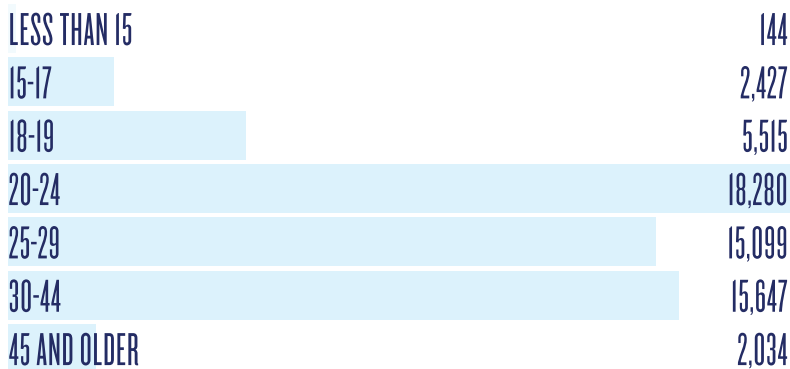 LESS THAN 15 144
15-17 2,427
18-19 5,515
20-24 18,280
25-29 15,099
30-44 15,647
45 AND OLDER 2,034